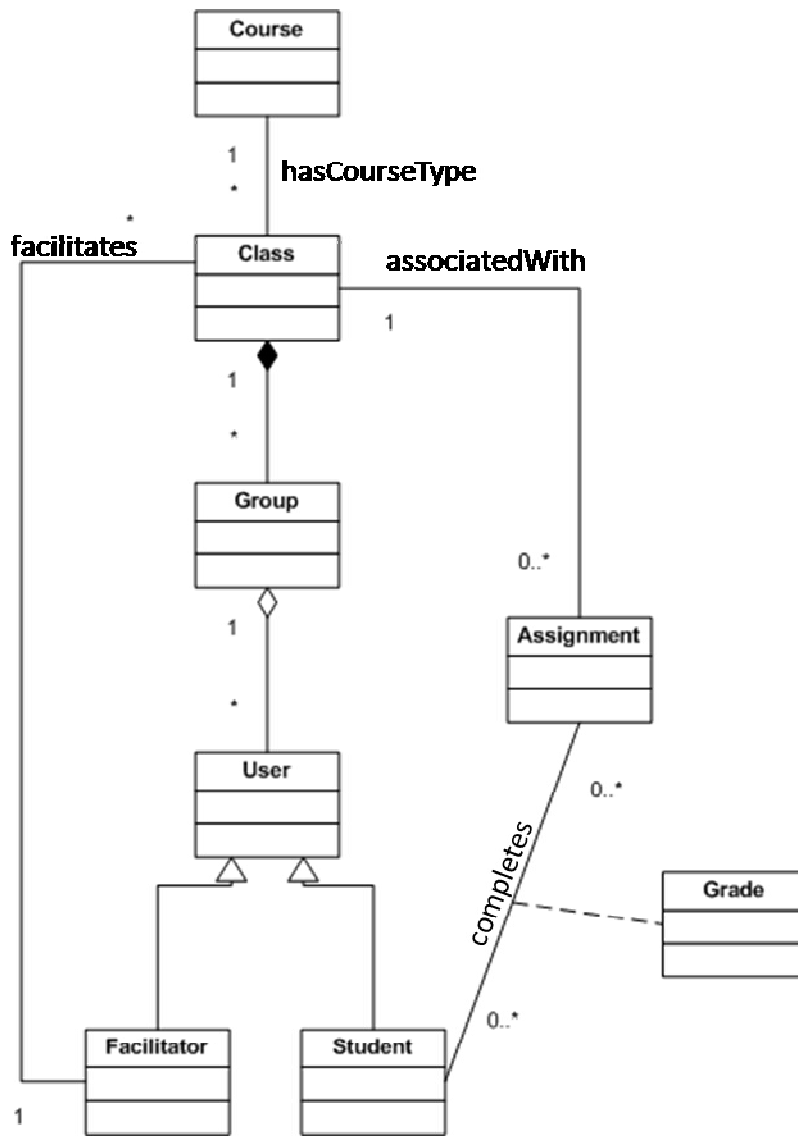 Course
1
hasCourseType
*
*
facilitates
Class
associatedWith
1
1
*
Group
0..*
1
Assignment
*
User
0..*
completes
Grade
0..*
Facilitator
Student
1